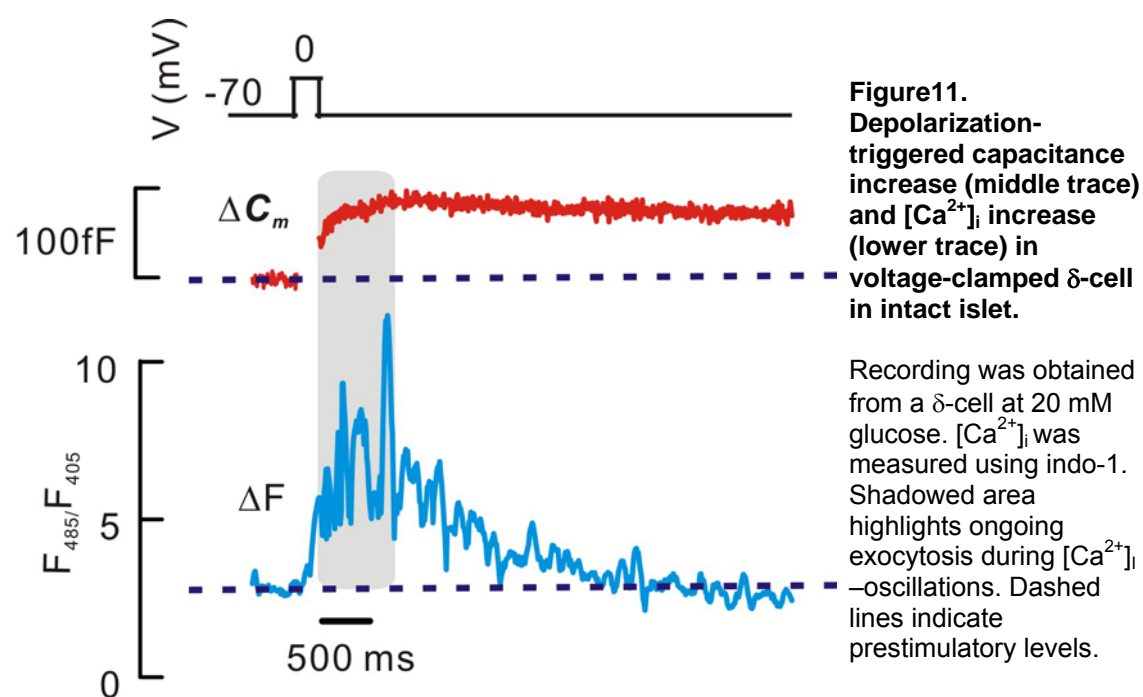 V (mV)
0
-70
ΔCm
100fF
10
5
0
F485/F405
ΔF
500 ms
Figure11.
Depolarization-
triggered capacitance
increase (middle trace)
and [Ca2+]i increase
(lower trace) in
voltage-clamped δ-cell
in intact islet.
Recording was obtained
from a δ-cell at 20 mM
glucose. [Ca2+]i was
measured using indo-1.
Shadowed area
highlights ongoing
exocytosis during [Ca2+]I
–oscillations. Dashed
lines indicate
prestimulatory levels.